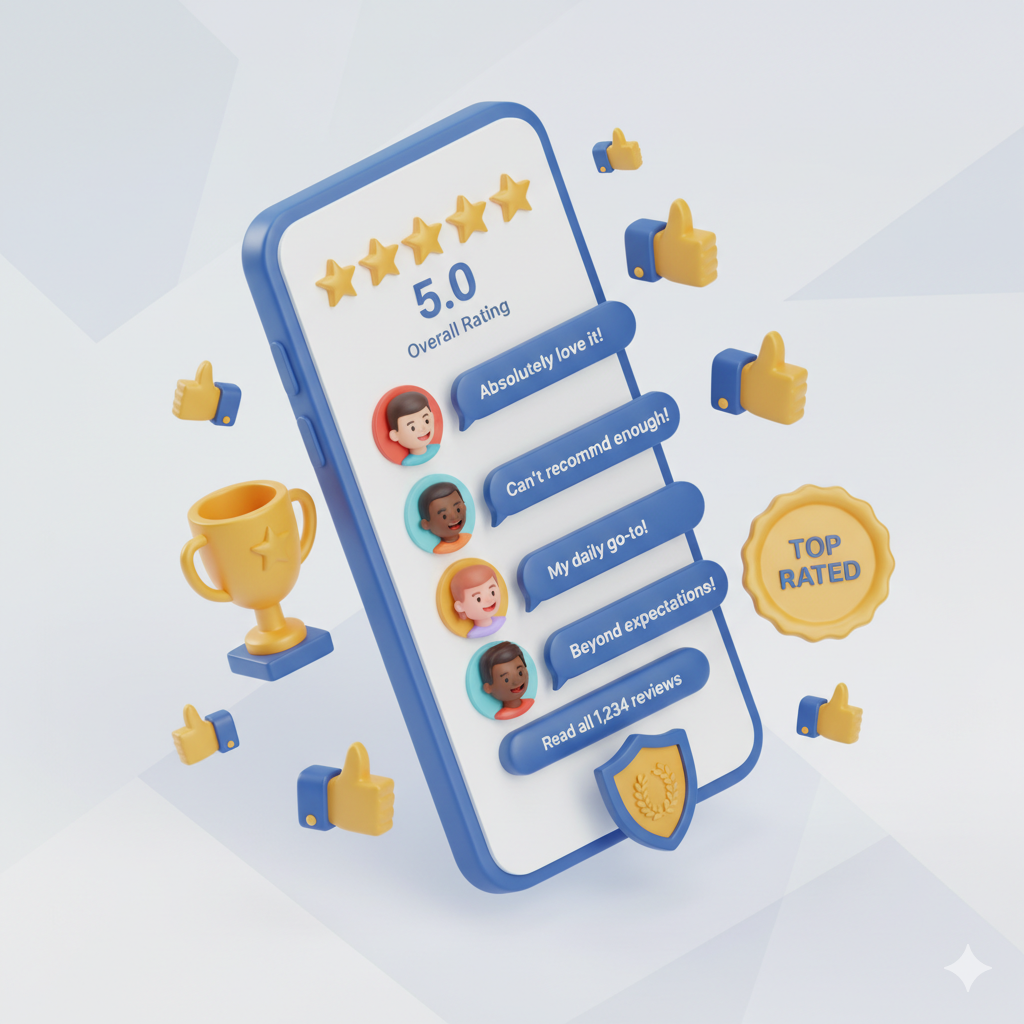 5.0
Overall Rating
Absolutely love it!
Can't recommd enough!
My daily go-to!
Beyond expectations!
Read all 1,234 reviews
TOP
RATED